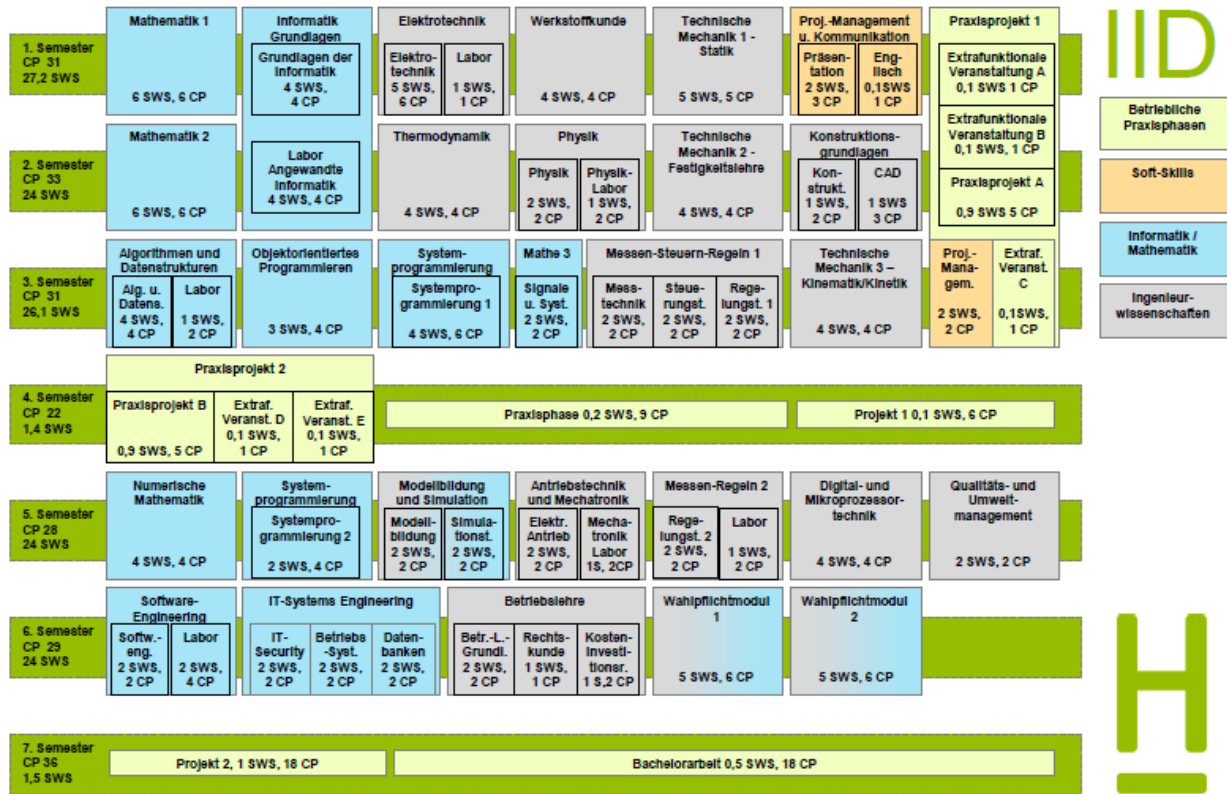 IID
1. Semester
CP 31
27,2 SWS
Mathematik 1
6 SWS, 6 CP
Informatik
Grundlagen
Grundlagen der
Informatik
4 SWS,
4 CP
Elektrotechnik
Elektro-
technik
5 SWS,
6 CP
Labor
1 SWS,
1 CP
Werkstoffkunde
4 SWS, 4 CP
Technische
Mechanik 1 -
Statik
5 SWS, 5 CP
Proj.-Management
u. Kommunikation
Präsen-
tation
2 SWS,
3 CP
Eng-
lisch
0,1SWS
1 CP
Praxisprojekt 1
Extrafunktionale
Veranstaltung A
0,1 SWS 1 CP
2. Semester
CP 33
24 SWS
Mathematik 2
6 SWS, 6 CP
Labor
Angewandte
Informatik
4 SWS, 4 CP
Thermodynamik
4 SWS, 4 CP
Physik
Physik
2 SWS,
2 CP
Physik-
Labor
1 SWS,
2 CP
Technische
Mechanik 2 -
Festigkeitslehre
4 SWS, 4 CP
Konstruktions-
grundlagen
Kon-
strukt.
1 SWS,
2 CP
CAD
1 SWS
3 CP
Extrafunktionale
Veranstaltung B
0,1 SWS, 1 CP
Praxisprojekt A
0,9 SWS 5 CP
3. Semester
CP 31
26,1 SWS
Algorithmen und
Datenstrukturen
Alg. u.
Datens.
4 SWS,
4 CP
Labor
1 SWS,
2 CP
Objektorientiertes
Programmieren
3 SWS, 4 CP
System-
programmierung
Systempro-
grammierung 1
4 SWS, 6 CP
Mathe 3
Signale
u. Syst.
2 SWS,
2 CP
Messen-Steuern-Regeln 1
Mess-
technik
2 SWS,
2 CP
Steue-
rungst.
2 SWS,
2 CP
Rege-
lungst. 1
2 SWS,
2 CP
Technische
Mechanik 3 –
Kinematik/Kinetik
4 SWS, 4 CP
Proj.-
Mana-
gem.
2 SWS,
2 CP
Extraf.
Veranst.
C
0,1SWS,
1 CP
4. Semester
CP 22
1,4 SWS
Praxisprojekt 2
Praxisprojekt B
0,9 SWS, 5 CP
Extraf.
Veranst. D
0,1 SWS,
1 CP
Extraf.
Veranst. E
0,1 SWS,
1 CP
Praxisphase 0,2 SWS, 9 CP
Projekt 1 0,1 SWS, 6 CP
5. Semester
CP 28
24 SWS
Numerische
Mathematik
4 SWS, 4 CP
System-
programmierung
Systempro-
grammierung 2
2 SWS, 4 CP
Modellbildung
und Simulation
Modell-
bildung
2 SWS,
2 CP
Simula-
tionst.
2 SWS,
2 CP
Antriebstechnik
und Mechatronik
Elektr.
Antrieb
2 SWS,
2 CP
Mecha-
tronik
Labor
1S, 2CP
Messen-Regeln 2
Rege-
lungst. 2
2 SWS,
2 CP
Labor
1 SWS,
2 CP
Digital- und
Mikroprozessor-
technik
4 SWS, 4 CP
Qualitäts- und
Umwelt-
management
2 SWS, 2 CP
6. Semester
CP 29
24 SWS
Software-
Engineering
Softw.-
eng.
2 SWS,
2 CP
Labor
2 SWS,
4 CP
IT-Systems Engineering
IT-
Security
2 SWS,
2 CP
Betriebs
-Syst.
2 SWS,
2 CP
Daten-
banken
2 SWS,
2 CP
Betriebslehre
Betr.-L.-
Grundl.
2 SWS,
2 CP
Rechts-
kunde
1 SWS,
1 CP
Kosten-
Investi-
tionsr.
1 S,2 CP
Wahlpflichtmodul
1
5 SWS, 6 CP
Wahlpflichtmodul
2
5 SWS, 6 CP
7. Semester
CP 36
1,5 SWS
Projekt 2, 1 SWS, 18 CP
Bachelorarbeit 0,5 SWS, 18 CP
Betriebliche
Praxisphasen
Soft-Skills
Informatik /
Mathematik
Ingenieur-
wissenschaften
H